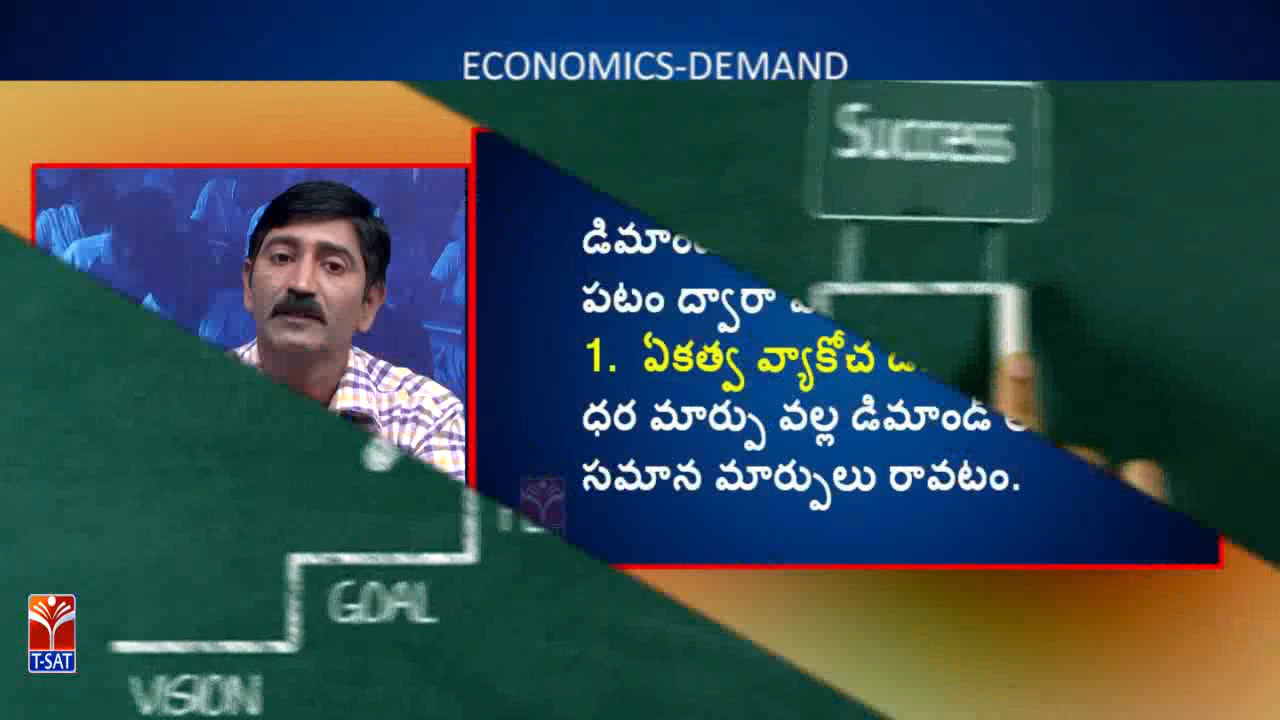 ECONOMICS-DEMAND
Success
పటం ద్వారా
1. ఏకత్వ వ్యాకోచ
ధర మార్పు వల్ల డిమాండ్
సమాన మార్పులు రావటం.
GOAL
VISION
T-SAT